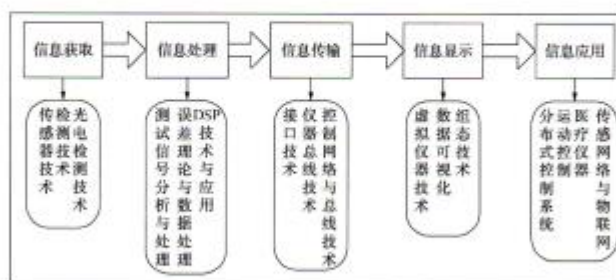 信息获取
信息处理
信息传输
信息显示
信息应用
传感器技术
检测技术
光电检测技术
测试信号分析与处理
误差理论与数据处理
DSP技术与应用
接口技术
仪器总线技术
控制网络与总线技术
虚拟仪器技术
数据可视化
组态技术
分布式控制系统
运动控制
医疗仪器
传感网络与物联网